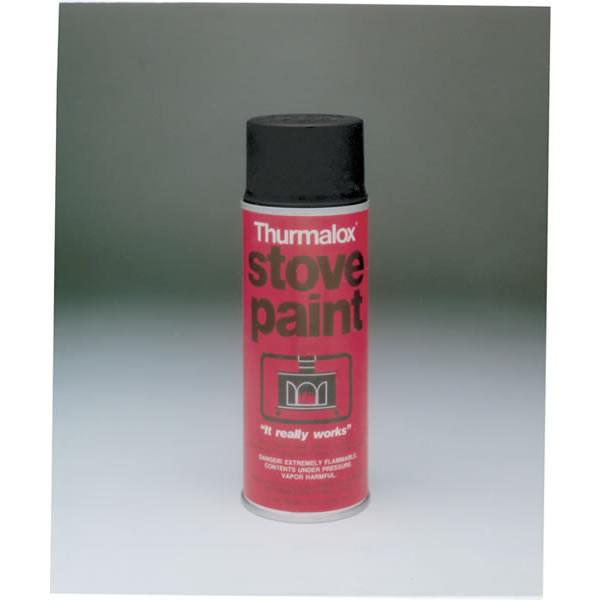 Thurmalox®
stove
paint
"It really works"
DANGER! EXTREMELY FLAMMABLE.
CONTENTS UNDER PRESSURE.
VAPOR HARMFUL.